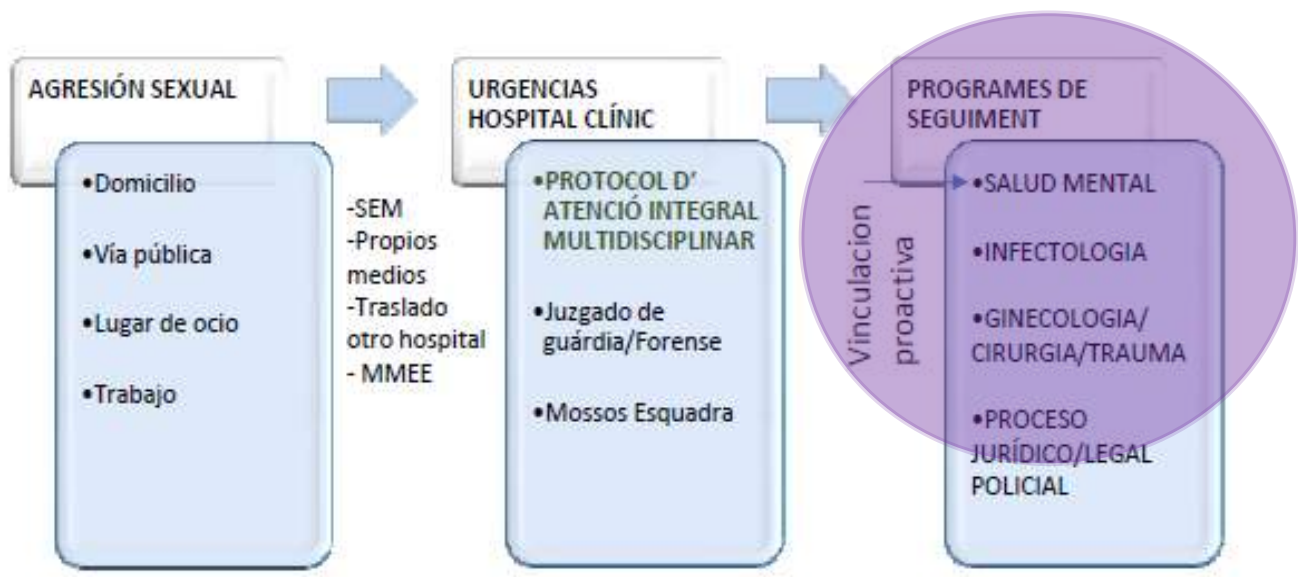 AGRESIÓN SEXUAL
•Domicilio
•Vía pública
•Lugar de ocio
•Trabajo
-SEM
-Propios
medios
-Traslado
otro hospital
- MMEE
URGENCIAS
HOSPITAL CLÍNIC
•PROTOCOL D'
ATENCIÓ INTEGRAL
MULTIDISCIPLINAR
•Juzgado de
guárdia/Forense
•Mossos Esquadra
Vinculacion
proactiva
PROGRAMES DE
SEGUIMENT
•SALUD MENTAL
•INFECTOLOGIA
•GINECOLOGIA/
CIRURGIA/TRAUMA
•PROCESO
JURÍDICO/LEGAL
POLICIAL